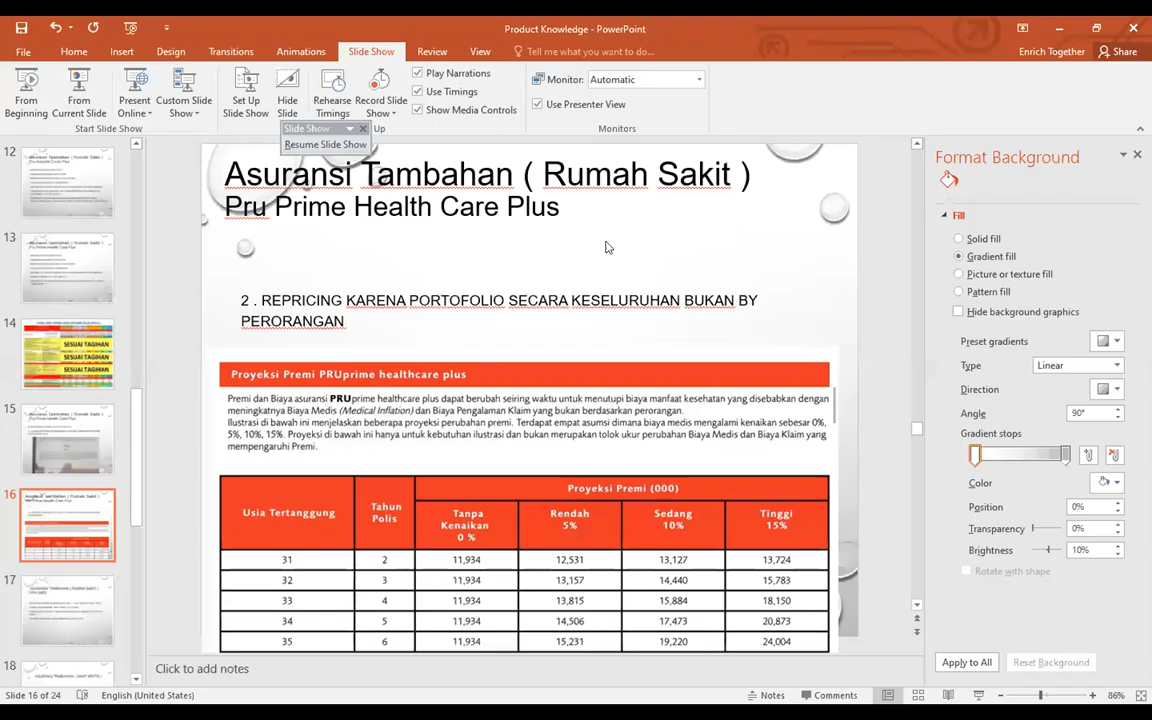 Product Knowledge - PowerPoint
File Home Insert Design Transitions Animations Slide Show Review View Tell me what you want to do... Enrich Together Share
From Beginning
From Current Slide
Present Online
Custom Slide Show
Set Up Slide Show
Hide Slide
Rehearse Timings
Record Slide Show
Play Narrations
Use Timings
Show Media Controls
Monitor: Automatic
Use Presenter View
Start Slide Show
Up
Monitors
Slide Show
Resume Slide Show
12
13
14
SESUAI TAGIHAN
SESUAI TAGIHAN
SESUAI TAGIHAN
15
16
17
18
Asuransi Tambahan ( Rumah Sakit )
Pru Prime Health Care Plus
2 . REPRICING KARENA PORTOFOLIO SECARA KESELURUHAN BUKAN BY
PERORANGAN
Proyeksi Premi PRUprime healthcare plus
Premi dan Biaya asuransi PRUprime healthcare plus dapat berubah seiring waktu untuk menutupi biaya manfaat kesehatan yang disebabkan dengan
meningkatnya Biaya Medis (Medical Inflation) dan Biaya Pengalaman Klaim yang bukan berdasarkan perorangan.
Ilustrasi di bawah ini menjelaskan beberapa proyeksi perubahan premi. Terdapat empat asumsi dimana biaya medis mengalami kenaikan sebesar 0%,
5%, 10%, 15%. Proyeksi di bawah ini hanya untuk kebutuhan ilustrasi dan bukan merupakan tolok ukur perubahan Biaya Medis dan Biaya Klaim yang
mempengaruhi Premi.
Usia Tertanggung
Tahun Polis
Proyeksi Premi (000)
Tanpa Kenaikan 0 %
Rendah 5%
Sedang 10%
Tinggi 15%
31 2 11,934 12,531 13,127 13,724
32 3 11,934 13,157 14,440 15,783
33 4 11,934 13,815 15,884 18,150
34 5 11,934 14,506 17,473 20,873
35 6 11,934 15,231 19,220 24,004
Click to add notes
Format Background
Fill
Solid fill
Gradient fill
Picture or texture fill
Pattern fill
Hide background graphics
Preset gradients
Type Linear
Direction
Angle 90°
Gradient stops
Color
Position 0%
Transparency 0%
Brightness 10%
Rotate with shape
Apply to All Reset Background
Slide 16 of 24 English (United States) Notes Comments 86%